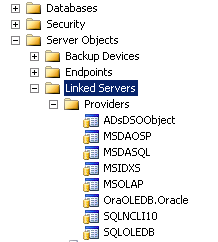 Databases
Security
Server Objects
Backup Devices
Endpoints
Linked Servers
Providers
ADsDSOObject
MSDAOSP
MSDASQL
MSIDXS
MSOLAP
OraOLEDB.Oracle
SQLNCLI10
SQLOLEDB